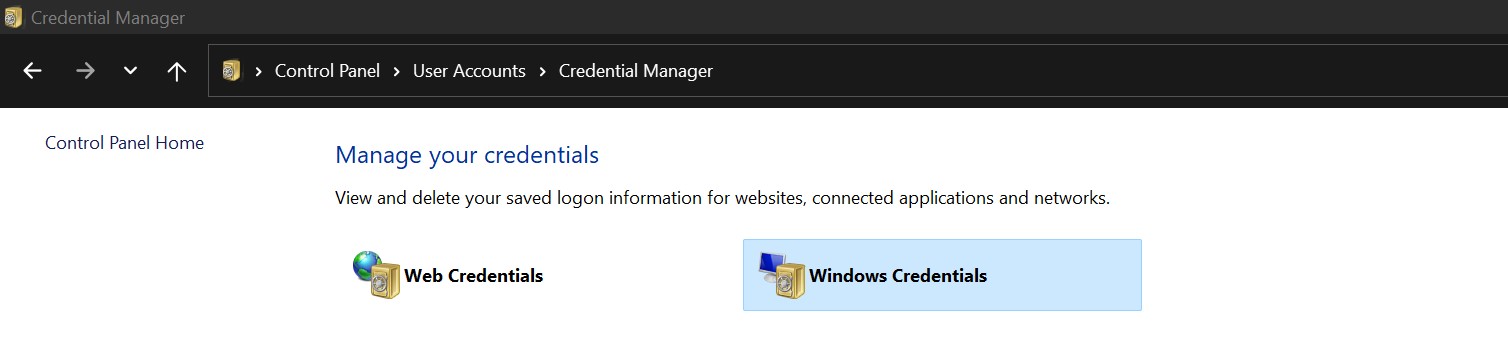 Credential Manager
Control Panel › User Accounts › Credential Manager
Control Panel Home
Manage your credentials
View and delete your saved logon information for websites, connected applications and networks.
Web Credentials
Windows Credentials